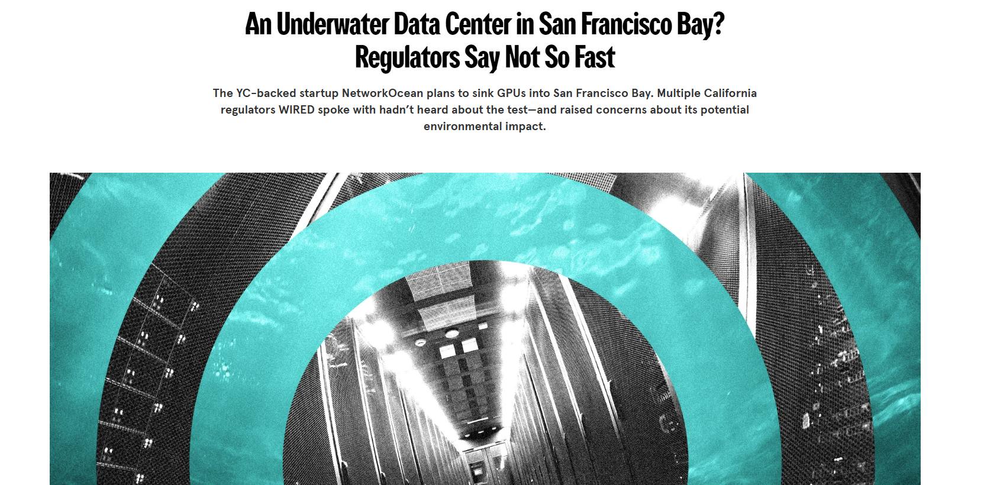 An Underwater Data Center in San Francisco Bay?
Regulators Say Not So Fast
The YC-backed startup NetworkOcean plans to sink GPUs into San Francisco Bay. Multiple California
regulators WIRED spoke with hadn’t heard about the test—and raised concerns about its potential
environmental impact.